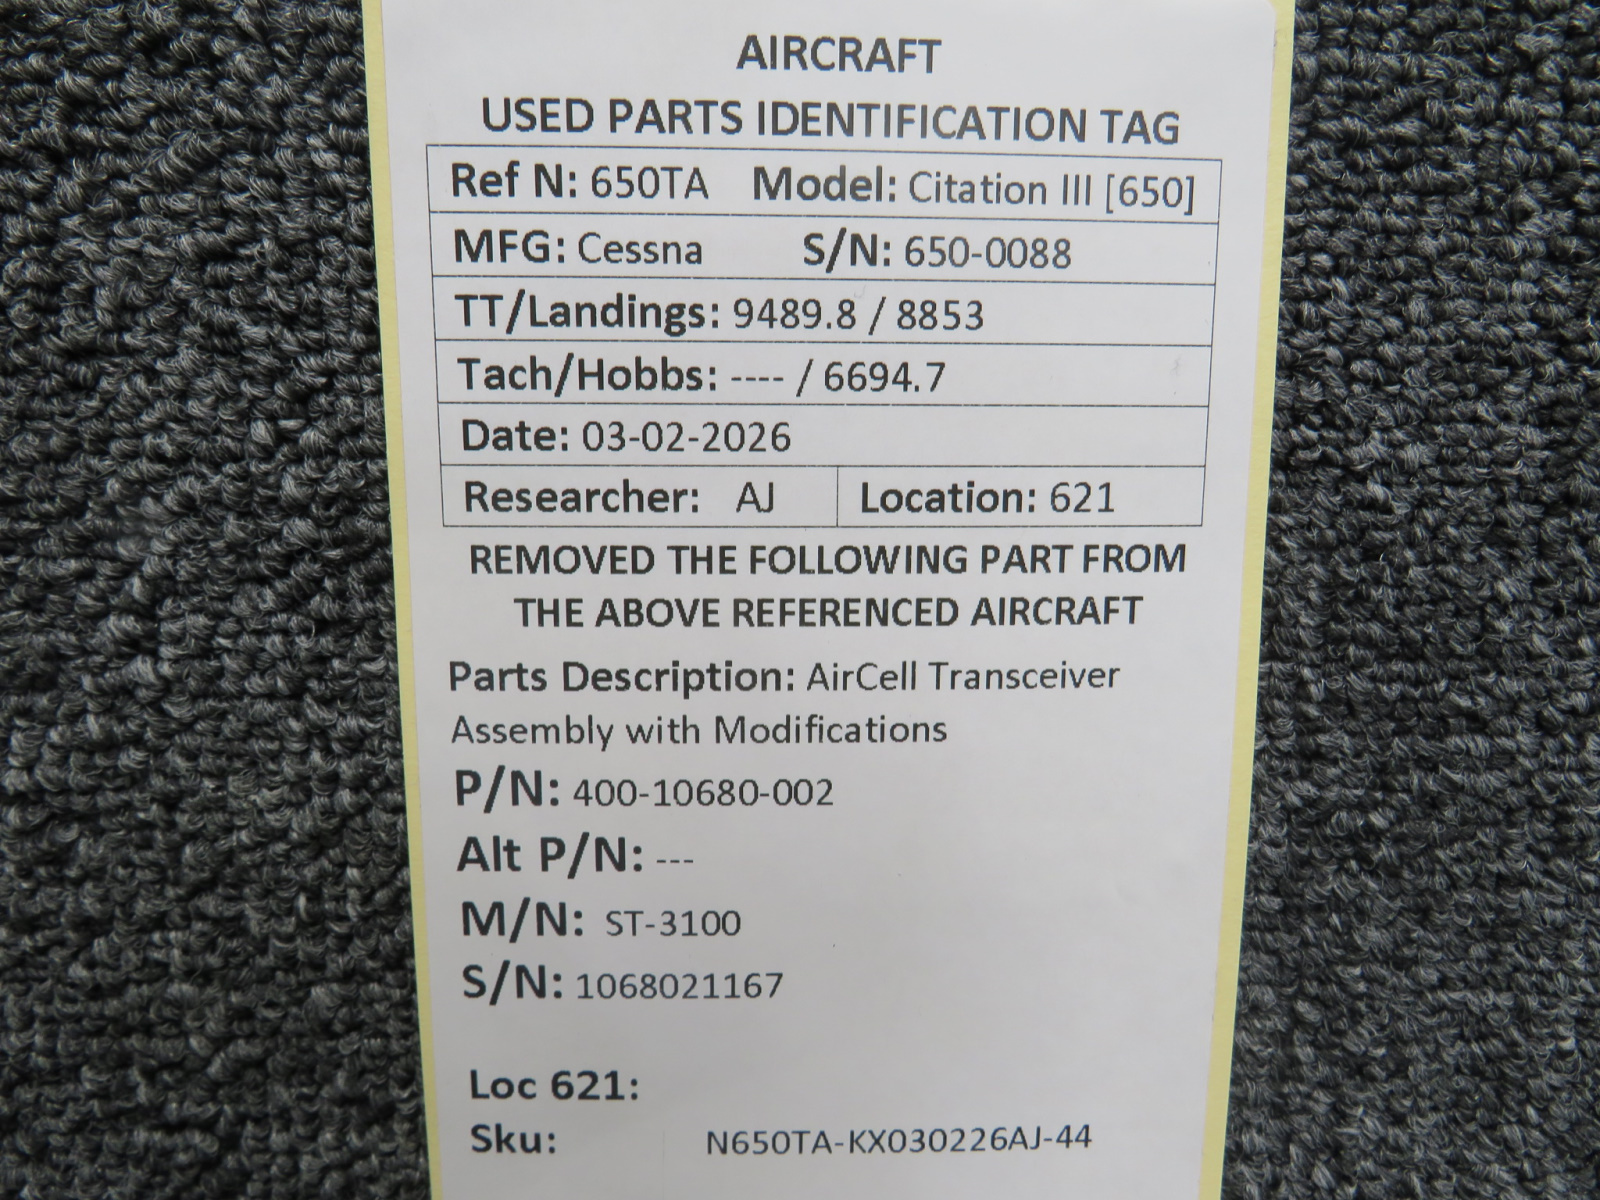 AIRCRAFT
USED PARTS IDENTIFICATION TAG
Ref N: 650TA Model: Citation III [650]
MFG: Cessna S/N: 650-0088
TT/Landings: 9489.8 / 8853
Tach/Hobbs: ---- / 6694.7
Date: 03-02-2026
Researcher: AJ Location: 621
REMOVED THE FOLLOWING PART FROM
THE ABOVE REFERENCED AIRCRAFT
Parts Description: AirCell Transceiver
Assembly with Modifications
P/N: 400-10680-002
Alt P/N: ---
M/N: ST-3100
S/N: 1068021167
Loc 621:
Sku: N650TA-KX030226AJ-44